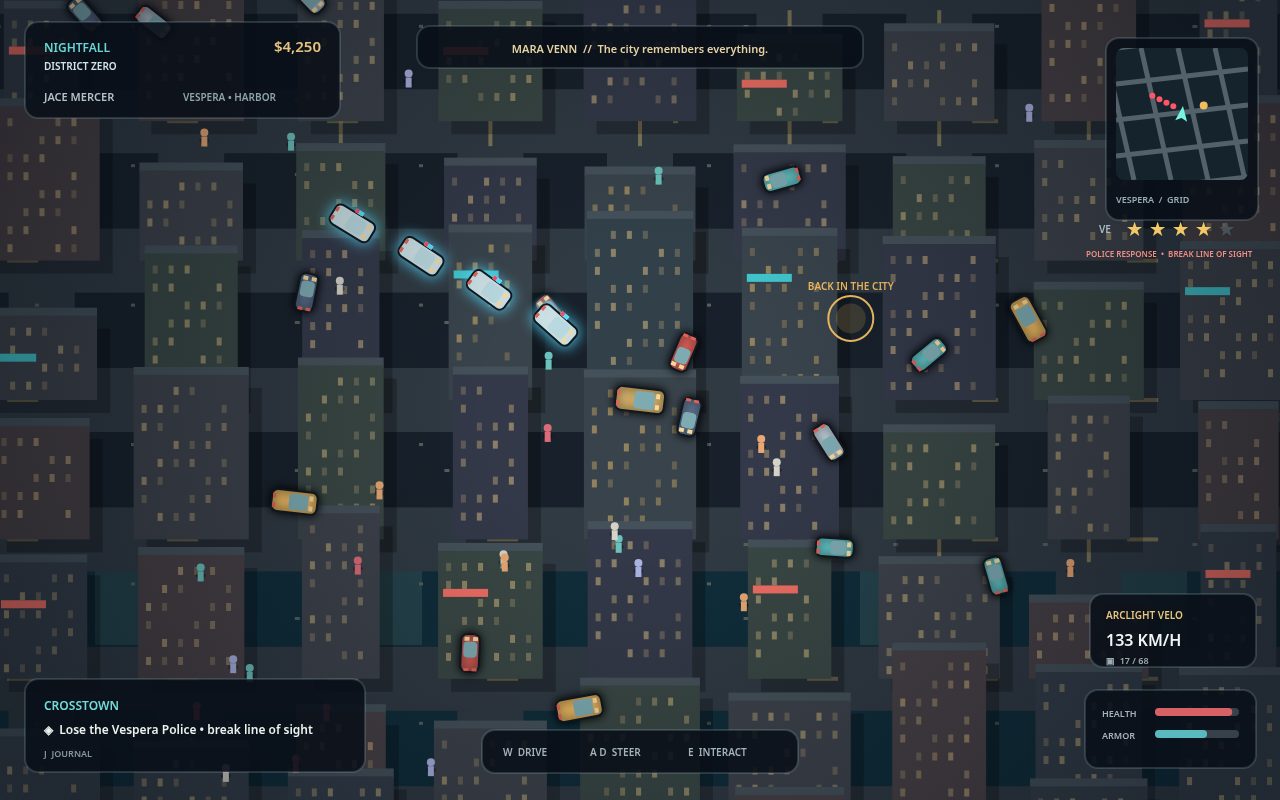 NIGHTFALL
$4,250
DISTRICT ZERO
JACE MERCER
VESPERA • HARBOR
MARA VENN // The city remembers everything.
VESPERA / GRID
VE
POLICE RESPONSE • BREAK LINE OF SIGHT
BACK IN THE CITY
ARCLIGHT VELO
133 KM/H
17 / 68
HEALTH
ARMOR
CROSSTOWN
◈ Lose the Vespera Police • break line of sight
J JOURNAL
W DRIVE
A D STEER
E INTERACT